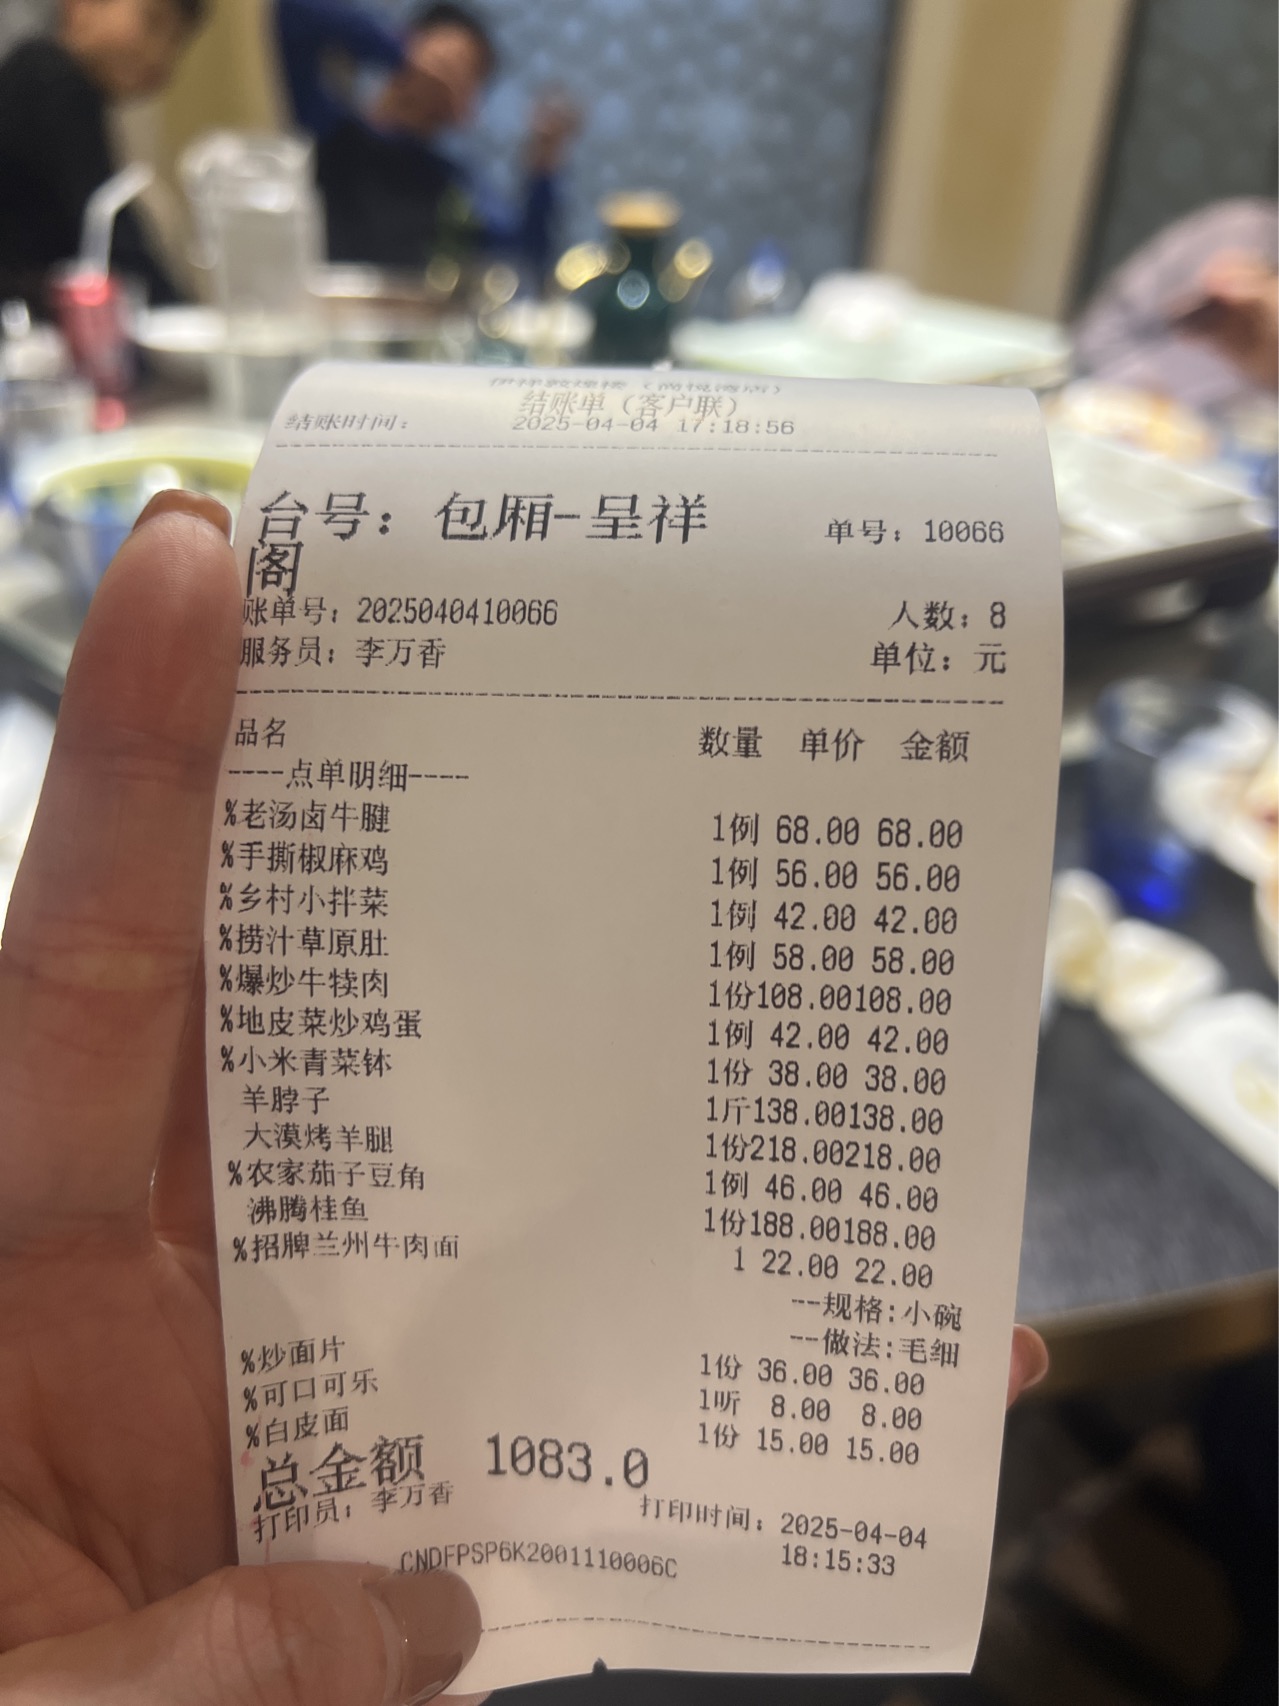 伊祥敦煌楼（尚悦湾店）
结账单（客户联）
结账时间： 2025-04-04 17:18:56
台号：包厢-呈祥 单号：10066
阁
账单号：2025040410066 人数：8
服务员：李万香 单位：元
品名 数量 单价 金额
----点单明细----
%老汤卤牛腱 1例 68.00 68.00
%手撕椒麻鸡 1例 56.00 56.00
%乡村小拌菜 1例 42.00 42.00
%捞汁草原肚 1例 58.00 58.00
%爆炒牛犊肉 1份108.00108.00
%地皮菜炒鸡蛋 1例 42.00 42.00
%小米青菜钵 1份 38.00 38.00
羊脖子 1斤138.00138.00
大漠烤羊腿 1份218.00218.00
%农家茄子豆角 1例 46.00 46.00
沸腾桂鱼 1份188.00188.00
%招牌兰州牛肉面 1 22.00 22.00
--规格:小碗
--做法:毛细
%炒面片 1份 36.00 36.00
%可口可乐 1听 8.00 8.00
%白皮面 1份 15.00 15.00
总金额 1083.0
打印员：李万香 打印时间：2025-04-04
18:15:33
CNDFPSP6K2001110006C